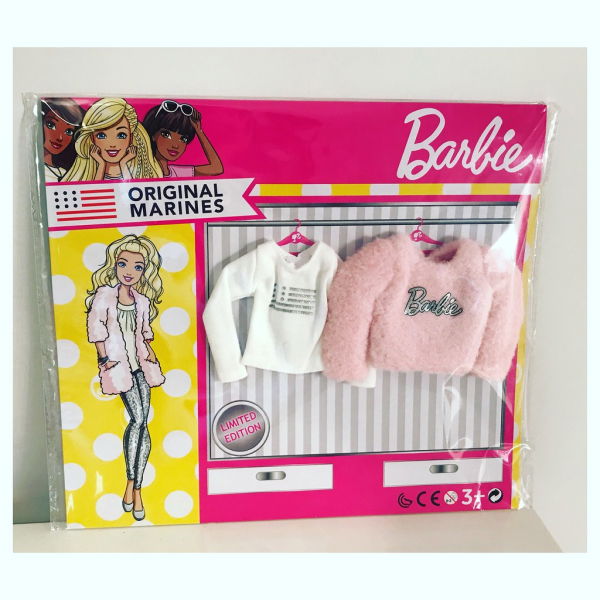 Barbie
ORIGINAL
MARINES
Barbie
LIMITED
EDITION
CE
3+